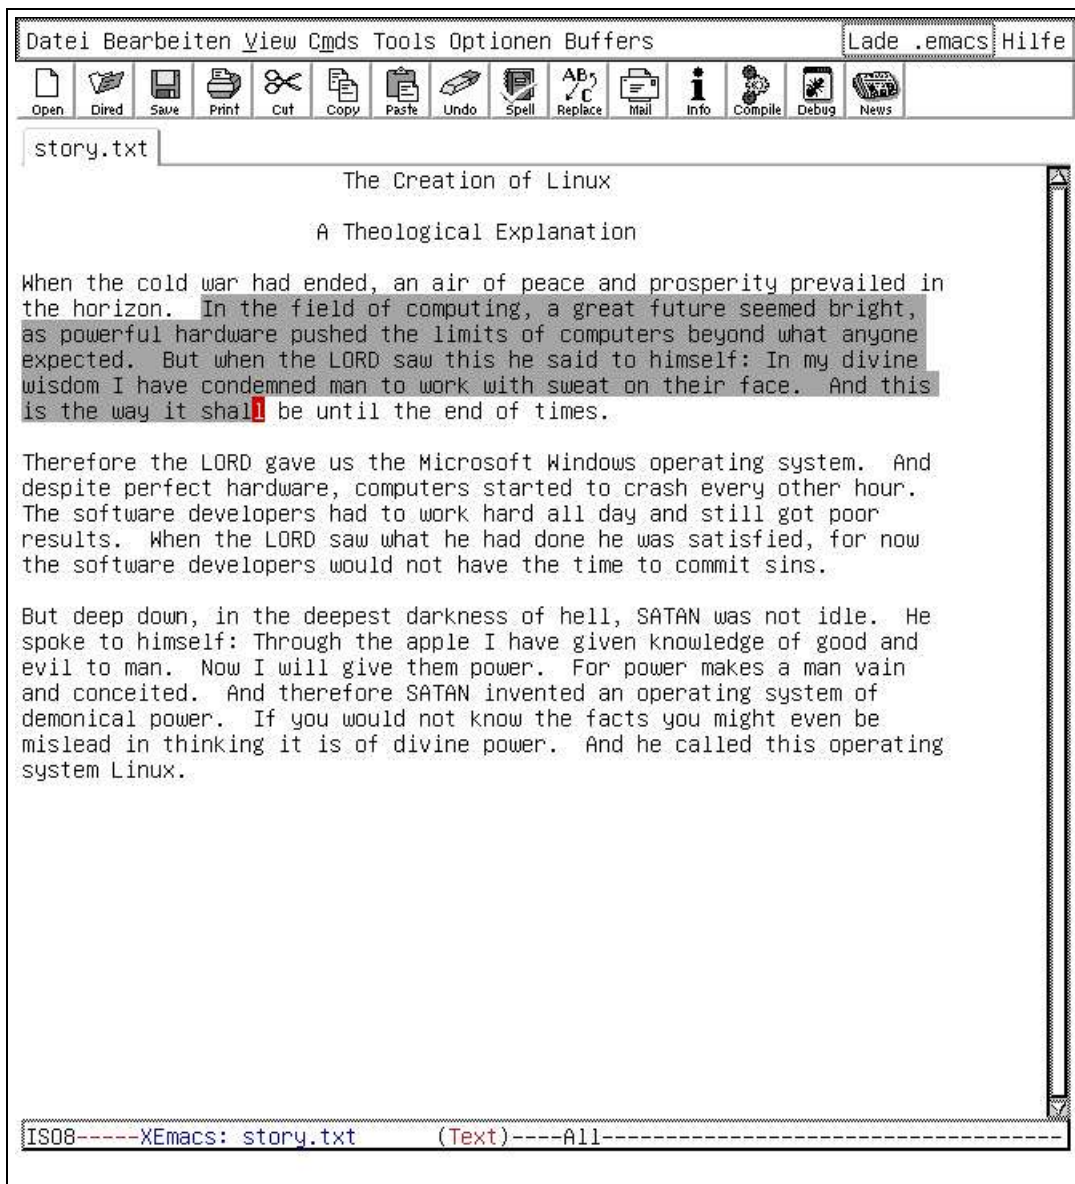 Datei Bearbeiten View Cmds Tools Optionen Buffers Lade .emacs Hilfe
Open Dired Save Print Cut Copy Paste Undo Spell AB C Replace Mail Info Compile Debug News
story.txt
The Creation of Linux
A Theological Explanation
When the cold war had ended, an air of peace and prosperity prevailed in
the horizon.  In the field of computing, a great future seemed bright,
as powerful hardware pushed the limits of computers beyond what anyone
expected.  But when the LORD saw this he said to himself: In my divine
wisdom I have condemned man to work with sweat on their face.  And this
is the way it shall be until the end of times.
Therefore the LORD gave us the Microsoft Windows operating system.  And
despite perfect hardware, computers started to crash every other hour.
The software developers had to work hard all day and still got poor
results.  When the LORD saw what he had done he was satisfied, for now
the software developers would not have the time to commit sins.
But deep down, in the deepest darkness of hell, SATAN was not idle.  He
spoke to himself: Through the apple I have given knowledge of good and
evil to man.  Now I will give them power.  For power makes a man vain
and conceited.  And therefore SATAN invented an operating system of
demonical power.  If you would not know the facts you might even be
mislead in thinking it is of divine power.  And he called this operating
system Linux.
ISO8-----XEmacs: story.txt      (Text)----All-----------------------------------